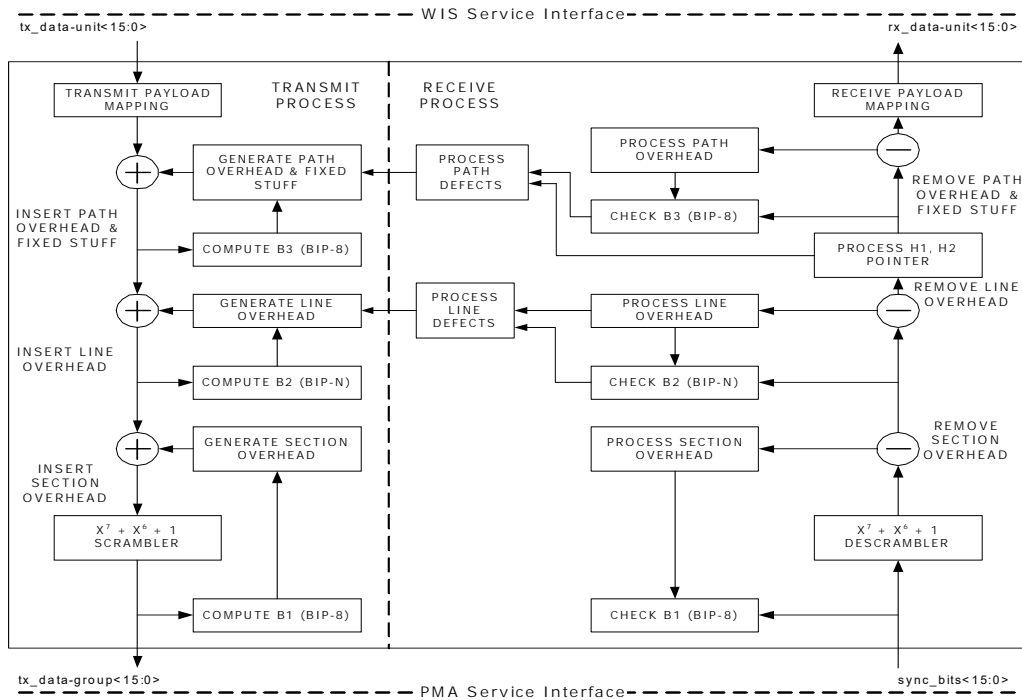 WIS Service Interface
tx_data-unit<15:0>
rx_data-unit<15:0>
TRANSMIT PAYLOAD
MAPPING
TRANSMIT
PROCESS
RECEIVE
PROCESS
RECEIVE PAYLOAD
MAPPING
GENERATE PATH
OVERHEAD & FIXED
STUFF
PROCESS
PATH
DEFECTS
PROCESS PATH
OVERHEAD
REMOVE PATH
OVERHEAD &
FIXED STUFF
INSERT PATH
OVERHEAD &
FIXED STUFF
COMPUTE B3 (BIP-8)
CHECK B3 (BIP-8)
PROCESS H1, H2
POINTER
REMOVE LINE
OVERHEAD
GENERATE LINE
OVERHEAD
PROCESS
LINE
DEFECTS
PROCESS LINE
OVERHEAD
INSERT LINE
OVERHEAD
COMPUTE B2 (BIP-N)
CHECK B2 (BIP-N)
GENERATE SECTION
OVERHEAD
PROCESS SECTION
OVERHEAD
REMOVE
SECTION
OVERHEAD
INSERT
SECTION
OVERHEAD
X⁷ + X⁶ + 1
SCRAMBLER
X⁷ + X⁶ + 1
DESCRAMBLER
COMPUTE B1 (BIP-8)
CHECK B1 (BIP-8)
tx_data-group<15:0>
sync_bits<15:0>
PMA Service Interface